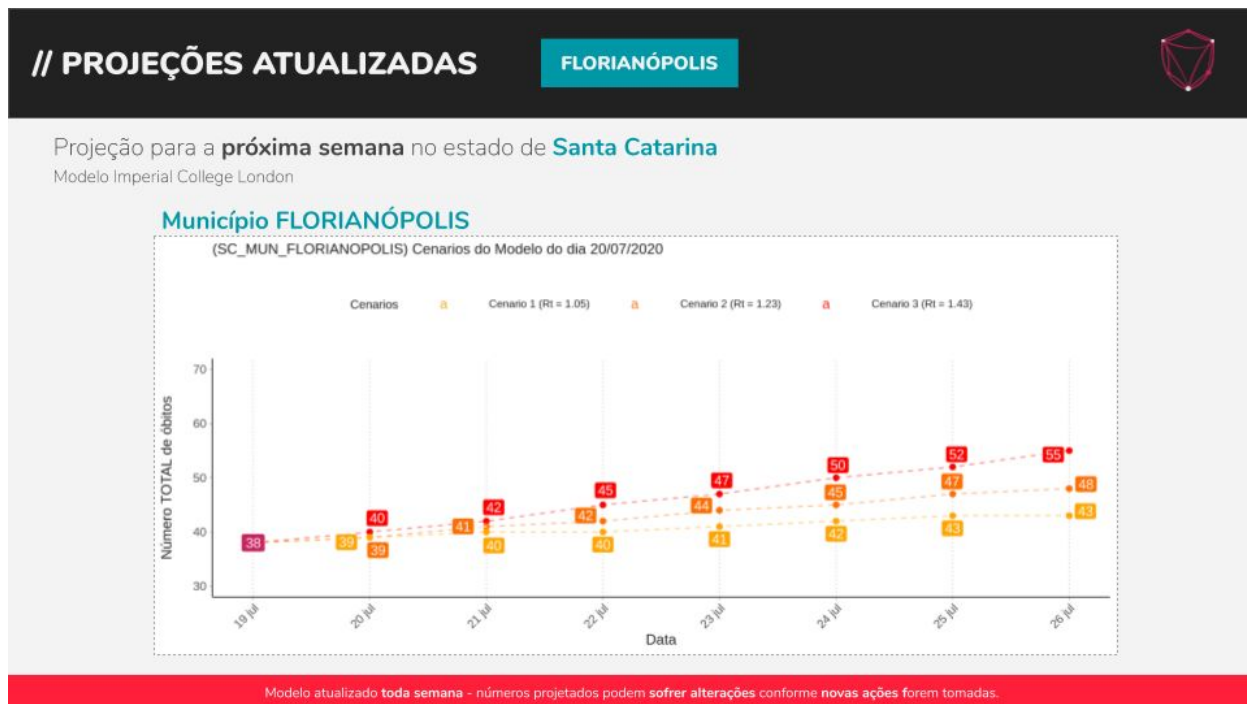 // PROJEÇÕES ATUALIZADAS
FLORIANÓPOLIS
Projeção para a próxima semana no estado de Santa Catarina
Modelo Imperial College London
Município FLORIANÓPOLIS
(SC_MUN_FLORIANOPOLIS) Cenarios do Modelo do dia 20/07/2020
Cenarios a Cenario 1 (Rt = 1.05) a Cenario 2 (Rt = 1.23) a Cenario 3 (Rt = 1.43)
Número TOTAL de óbitos
70
60
50
40
30
38
40
39
39
42
41
40
45
42
40
47
44
41
50
45
42
52
47
43
55
48
43
19 jul 20 jul 21 jul 22 jul 23 jul 24 jul 25 jul 26 jul
Data
Modelo atualizado toda semana - números projetados podem sofrer alterações conforme novas ações forem tomadas.